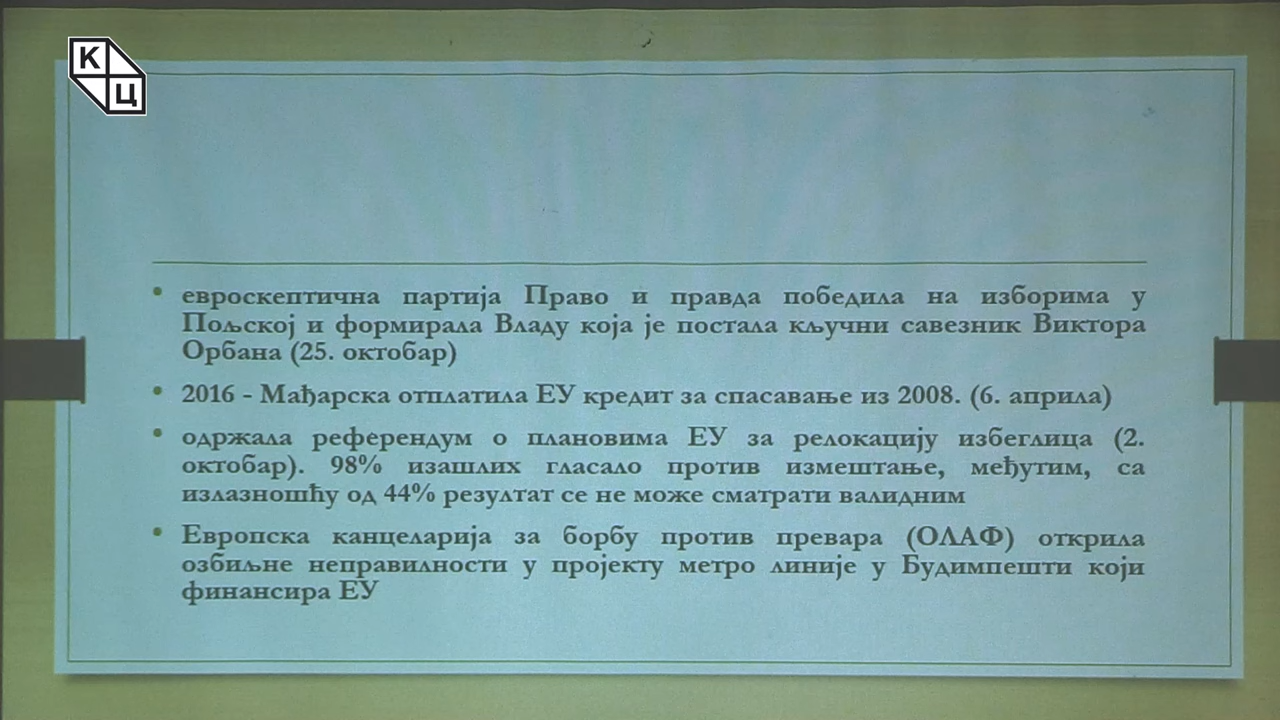 К
Ц
• евроскептична партија Право и правда победила на изборима у
Пољској и формирала Владу која је постала кључни савезник Виктора
Орбана (25. октобар)
• 2016 - Мађарска отплатила ЕУ кредит за спасавање из 2008. (6. априла)
• одржала референдум о плановима ЕУ за релокацију избеглица (2.
октобар). 98% изашлих гласало против измештање, међутим, са
излазношћу од 44% резултат се не може сматрати валидним
• Европска канцеларија за борбу против превара (ОЛАФ) открила
озбиљне неправилности у пројекту метро линије у Будимпешти који
финансира ЕУ